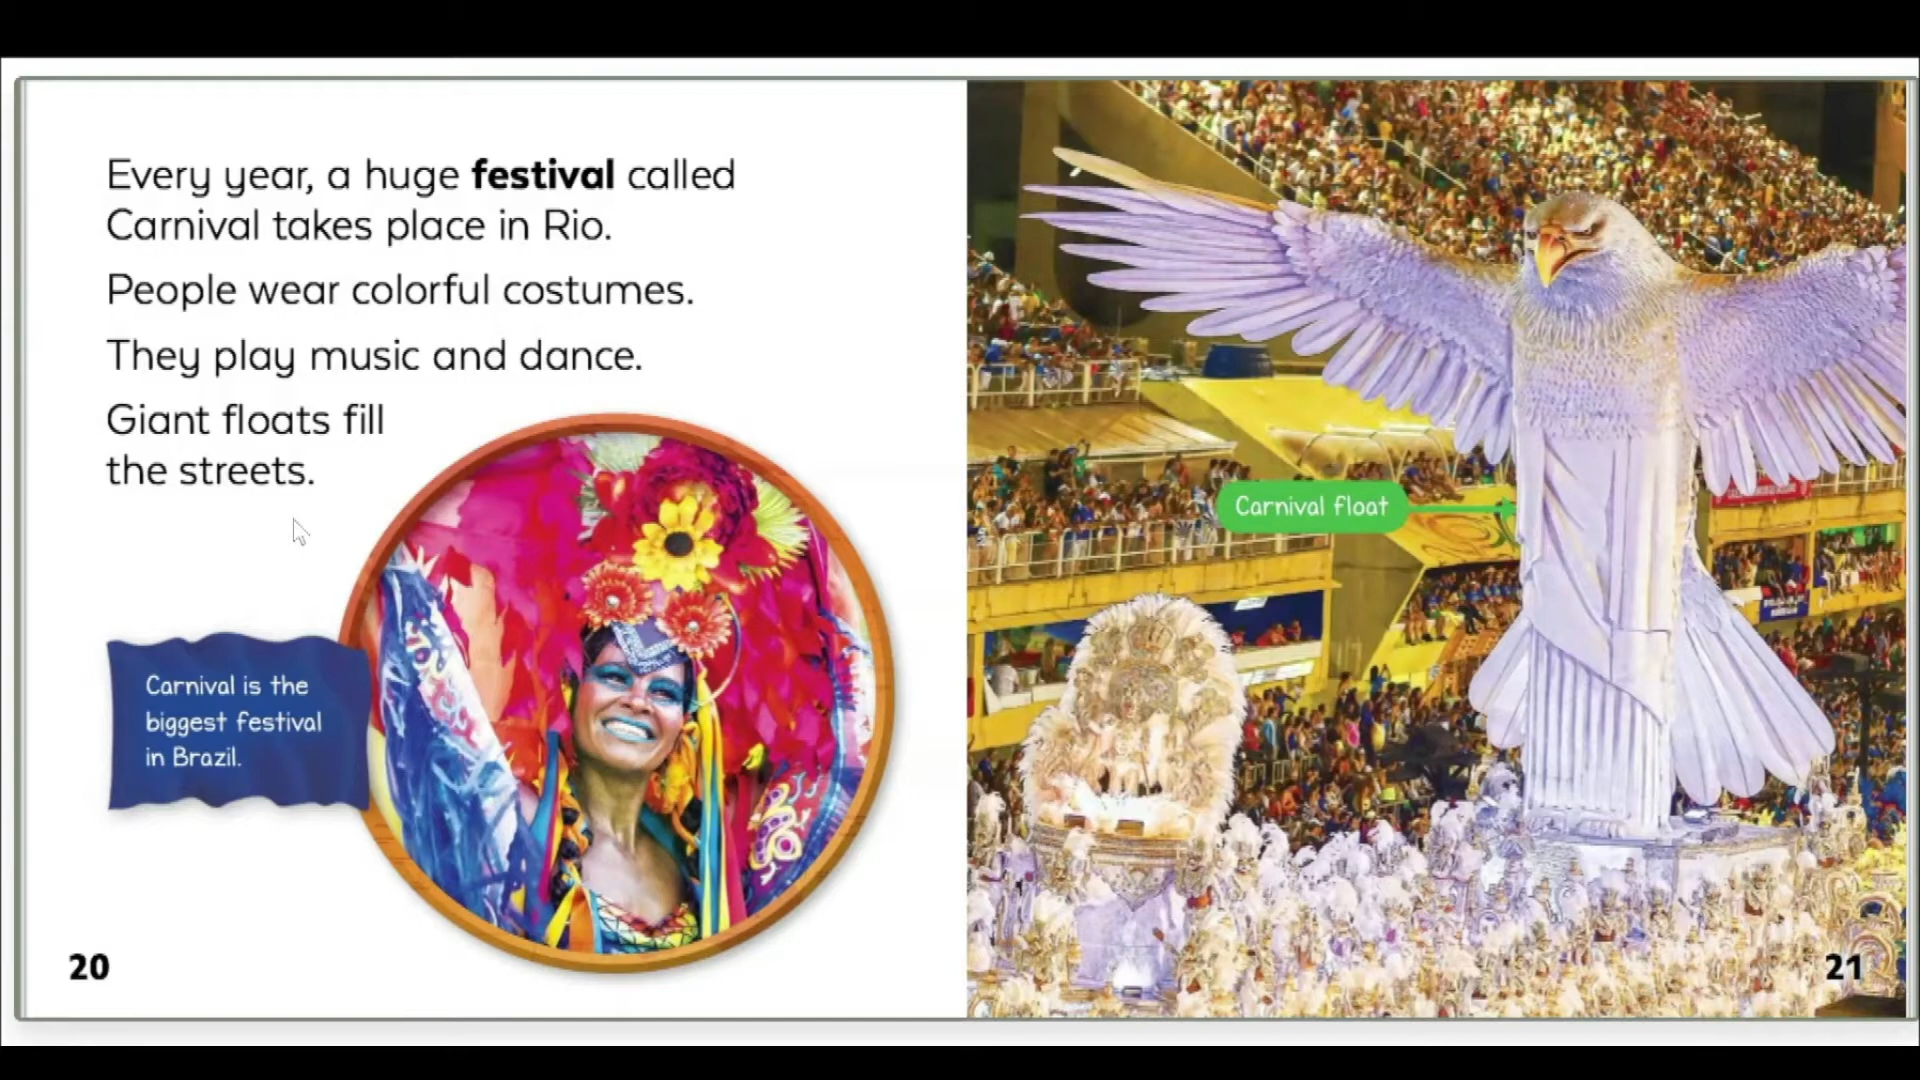 Every year, a huge festival called
Carnival takes place in Rio.
People wear colorful costumes.
They play music and dance.
Giant floats fill
the streets.
Carnival is the
biggest festival
in Brazil.
20
Carnival float
21